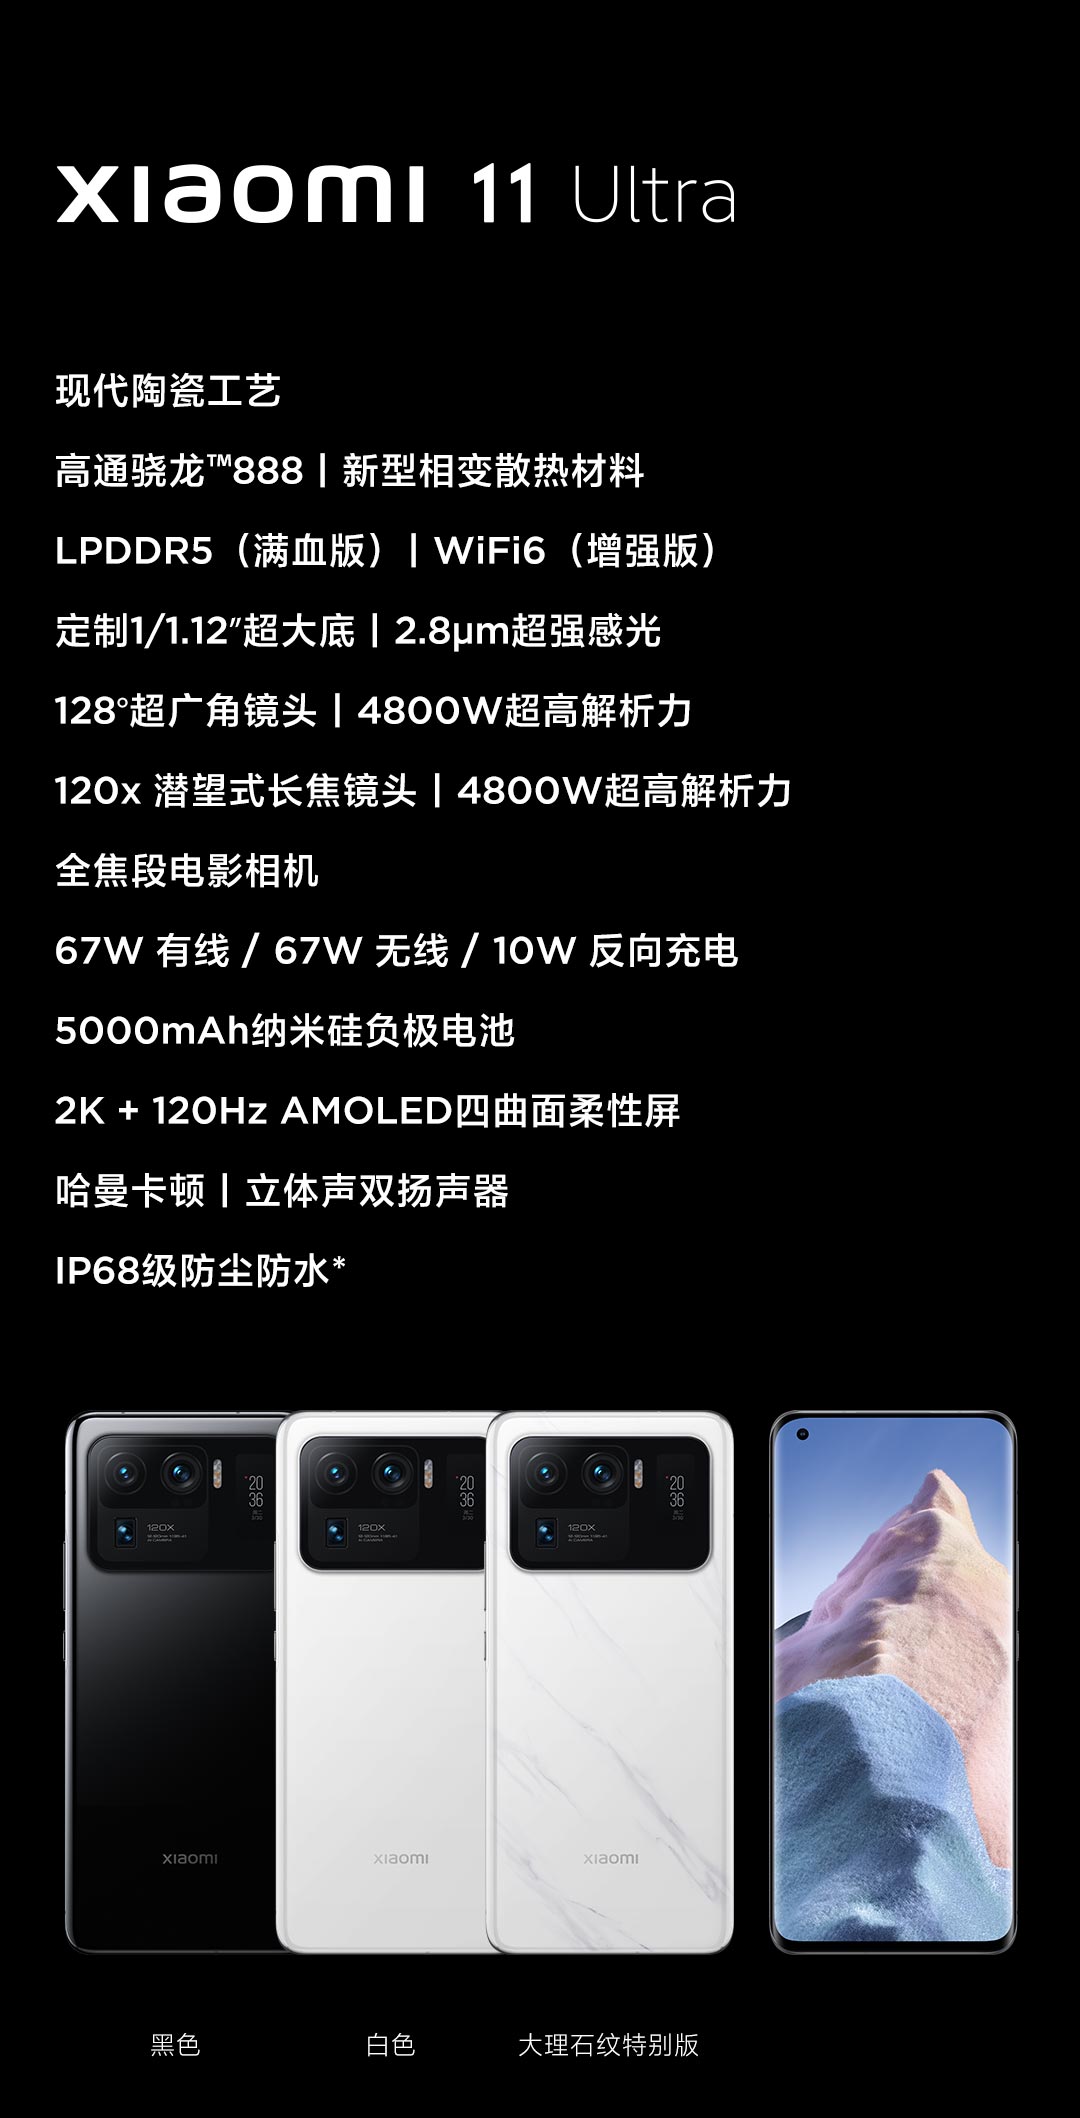 xiaomi 11 Ultra
现代陶瓷工艺
高通骁龙™888 | 新型相变散热材料
LPDDR5（满血版）| WiFi6（增强版）
定制1/1.12″超大底 | 2.8μm超强感光
128°超广角镜头 | 4800W超高解析力
120x 潜望式长焦镜头 | 4800W超高解析力
全焦段电影相机
67W 有线 / 67W 无线 / 10W 反向充电
5000mAh纳米硅负极电池
2K + 120Hz AMOLED四曲面柔性屏
哈曼卡顿 | 立体声双扬声器
IP68级防尘防水*
20
36
120X
20
36
120X
20
36
120X
xiaomi
xiaomi
xiaomi
黑色
白色
大理石纹特别版